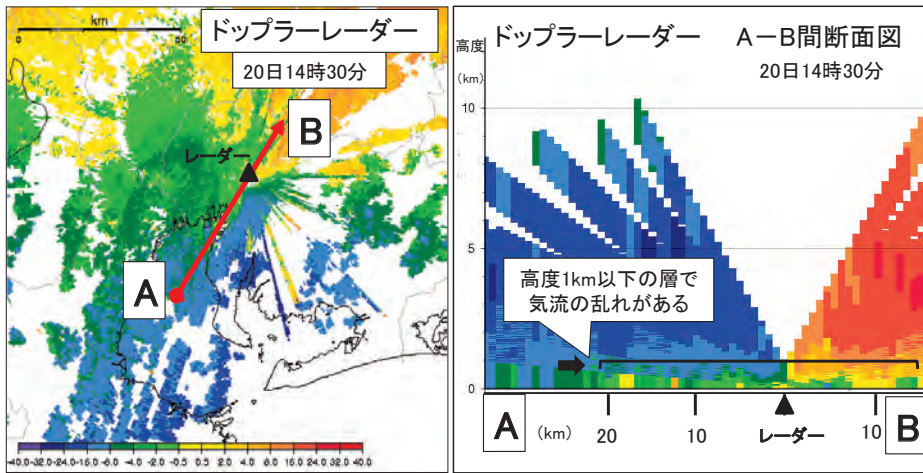 km
0 50
ドップラーレーダー
20日14時30分
B
レーダー
A
-40.0 -32.0 -24.0 -16.0 -8.0 -4.0 -2.0 -0.5 0.5 2.0 4.0 8.0 16.0 24.0 32.0 40.0
高度
(km)
ドップラーレーダー A－B間断面図
20日14時30分
10
5
高度1km以下の層で
気流の乱れがある
0
A (km) 20 10 レーダー 10 B